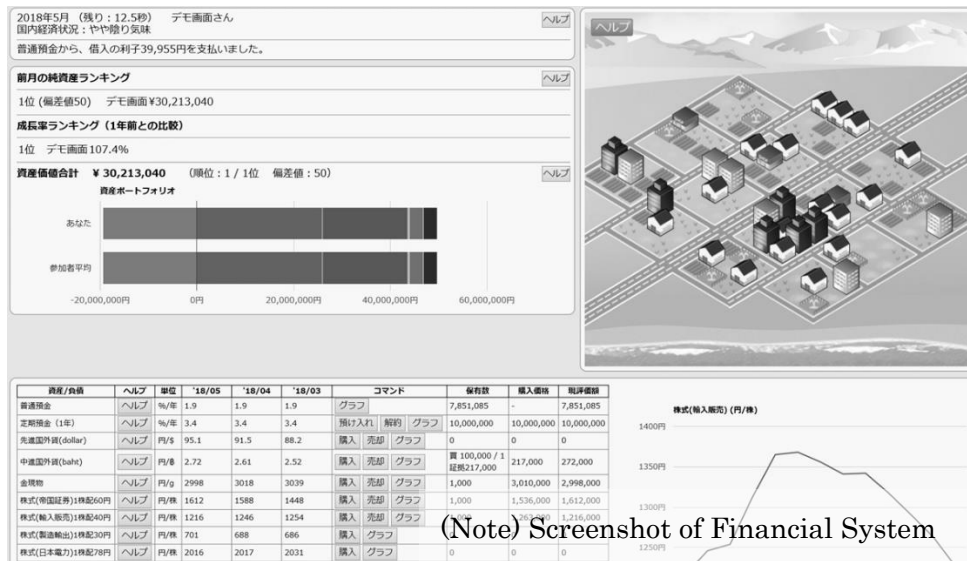 2018年5月 （残り：12.5秒） デモ画面さん ヘルプ
国内経済状況：やや陰り気味
普通預金から、借入の利子39,955円を支払いました。
前月の純資産ランキング ヘルプ
1位 (偏差値50) デモ画面¥30,213,040
成長率ランキング（1年前との比較）
1位 デモ画面107.4%
資産価値合計 ¥ 30,213,040 （順位：1 / 1位 偏差値：50） ヘルプ
資産ポートフォリオ
あなた
参加者平均
-20,000,000円 0円 20,000,000円 40,000,000円 60,000,000円
ヘルプ
資産/負債 ヘルプ 単位 '18/05 '18/04 '18/03 コマンド 保有数 購入価格 現評価額
普通預金 ヘルプ %/年 1.9 1.9 1.9 グラフ 7,851,085 - 7,851,085
定期預金（1年） ヘルプ %/年 3.4 3.4 3.4 預け入れ 解約 グラフ 10,000,000 10,000,000 10,000,000
先進国外貨(dollar) ヘルプ 円/$ 95.1 91.5 88.2 購入 売却 グラフ 0 0 0
中進国外貨(baht) ヘルプ 円/฿ 2.72 2.61 2.52 購入 売却 グラフ 買 100,000 / 1 証拠217,000 217,000 272,000
金現物 ヘルプ 円/g 2998 3018 3039 購入 売却 グラフ 1,000 3,010,000 2,998,000
株式(帝国証券)1株配60円 ヘルプ 円/株 1612 1588 1448 購入 売却 グラフ 1,000 1,536,000 1,612,000
株式(輸入販売)1株配40円 ヘルプ 円/株 1216 1246 1254 購入 売却 グラフ 1,000 1,263,000 1,216,000
株式(製造輸出)1株配30円 ヘルプ 円/株 701 688 686 購入 グラフ 0 0 0
株式(日本電力)1株配78円 ヘルプ 円/株 2016 2017 2031 購入 グラフ 0 0 0
株式(輸入販売) (円/株)
1400円
1350円
1300円
1250円
(Note) Screenshot of Financial System